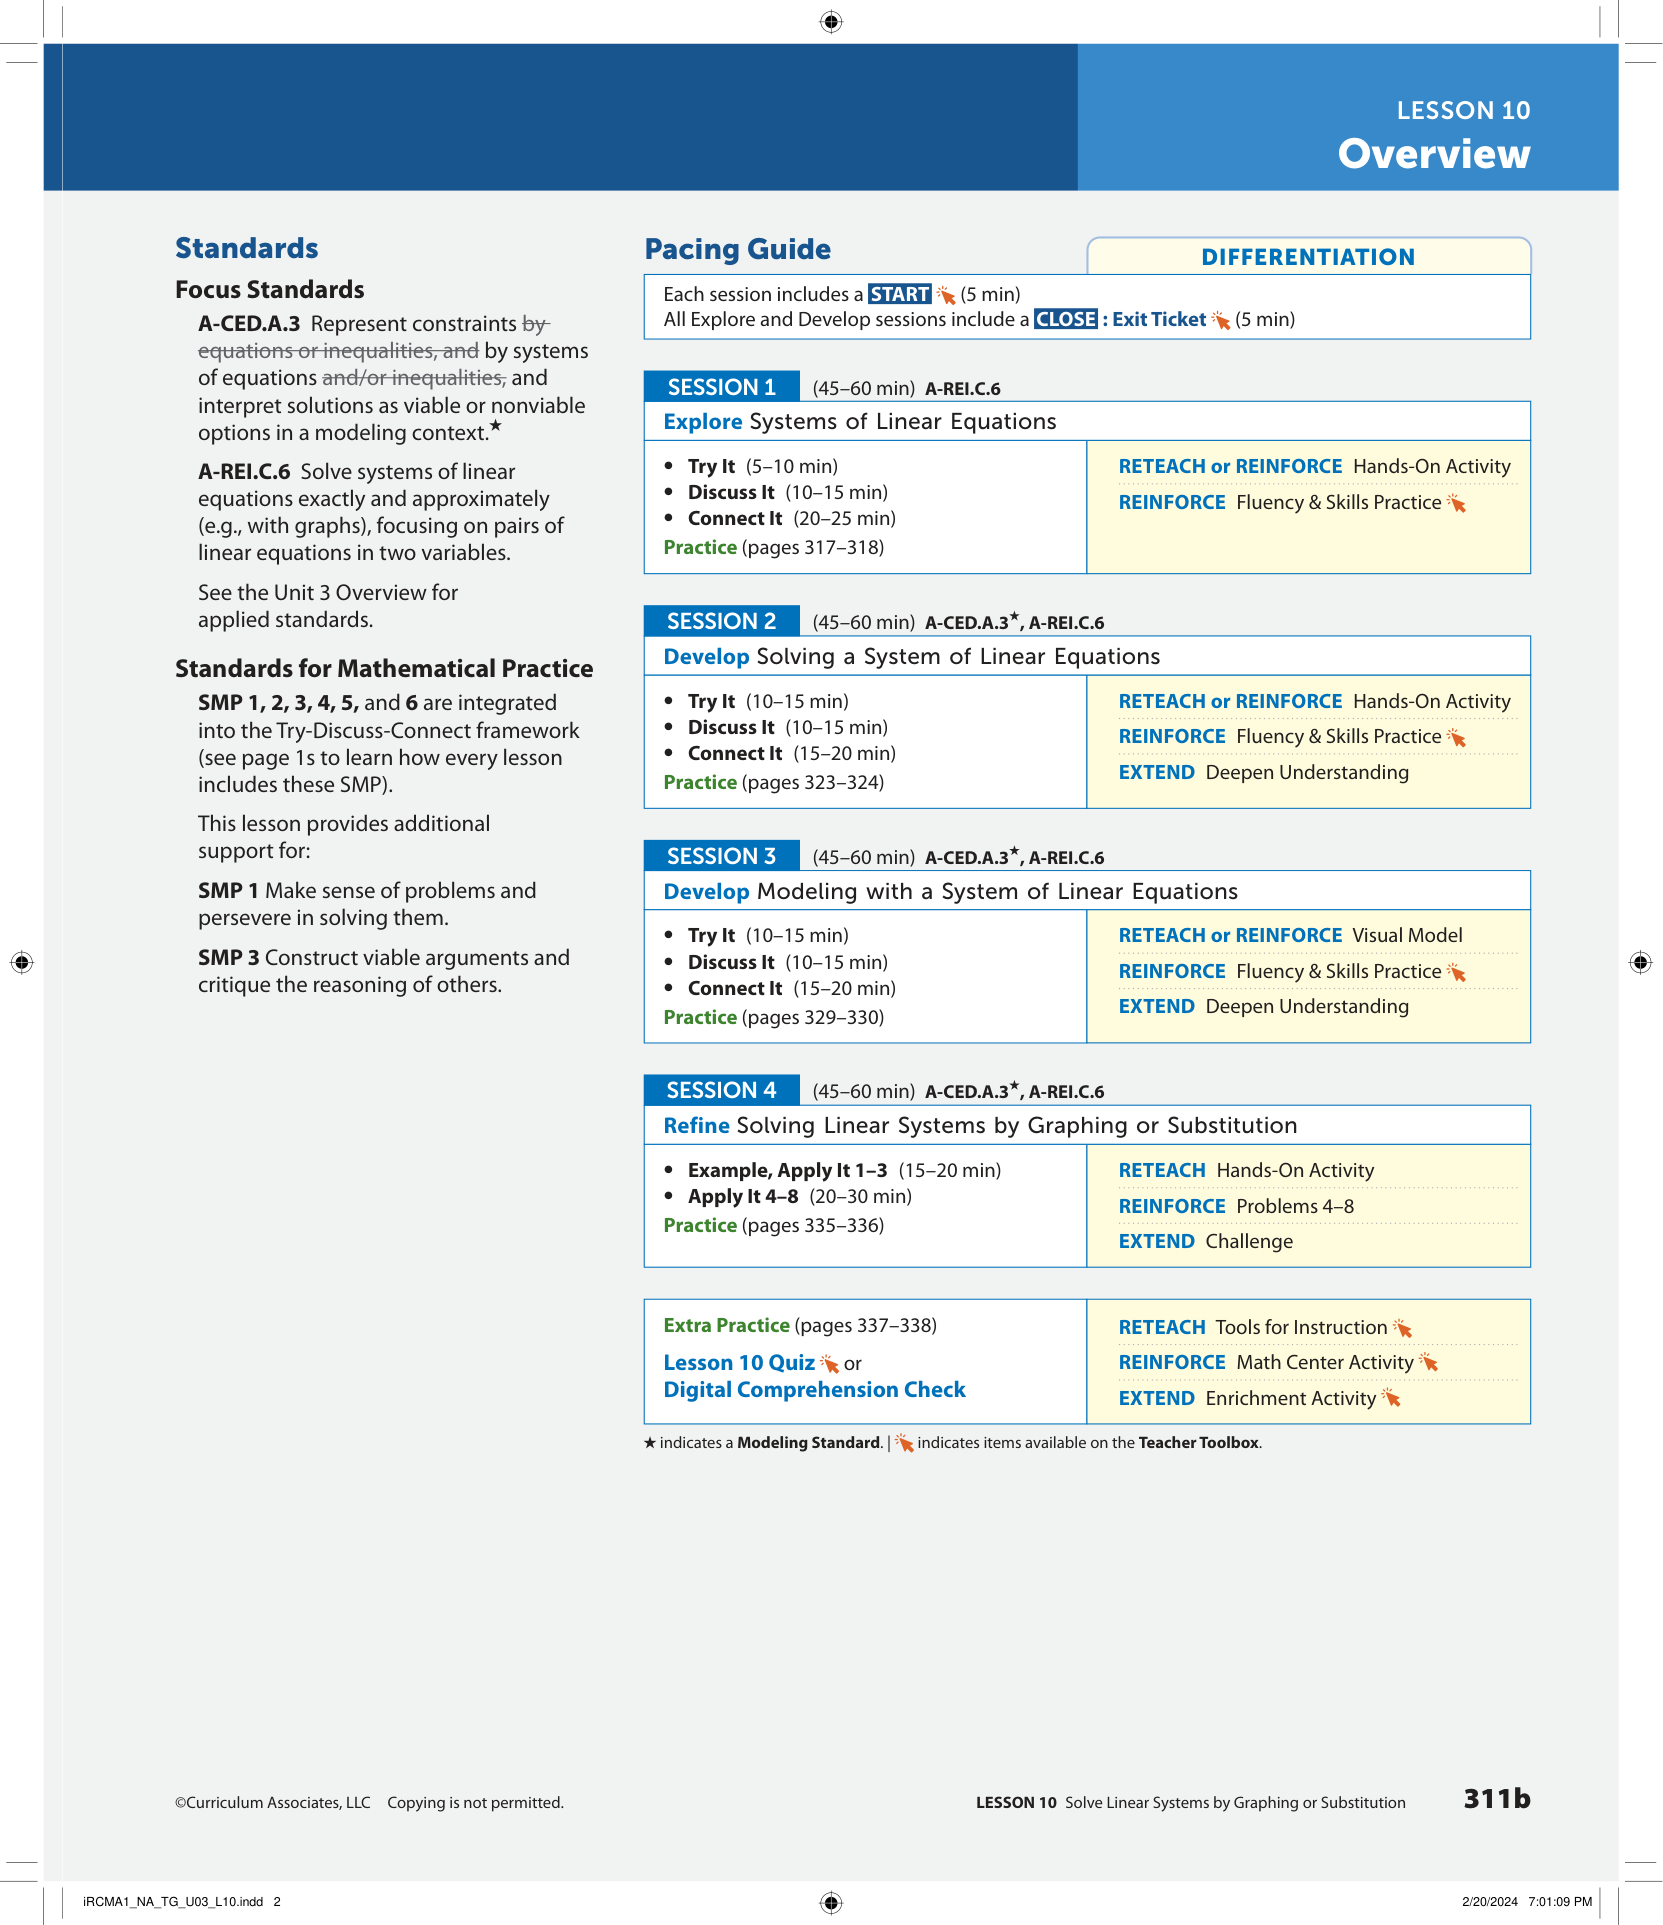 LESSON 10
Overview
Standards
Focus Standards
A-CED.A.3 Represent constraints by
equations or inequalities, and by systems
of equations and/or inequalities, and
interpret solutions as viable or nonviable
options in a modeling context.★
A-REI.C.6 Solve systems of linear
equations exactly and approximately
(e.g., with graphs), focusing on pairs of
linear equations in two variables.
See the Unit 3 Overview for
applied standards.
Standards for Mathematical Practice
SMP 1, 2, 3, 4, 5, and 6 are integrated
into the Try-Discuss-Connect framework
(see page 1s to learn how every lesson
includes these SMP).
This lesson provides additional
support for:
SMP 1 Make sense of problems and
persevere in solving them.
SMP 3 Construct viable arguments and
critique the reasoning of others.
Pacing Guide
DIFFERENTIATION
Each session includes a START (5 min)
All Explore and Develop sessions include a CLOSE : Exit Ticket (5 min)
SESSION 1 (45–60 min) A-REI.C.6
Explore Systems of Linear Equations
• Try It (5–10 min)
• Discuss It (10–15 min)
• Connect It (20–25 min)
Practice (pages 317–318)
RETEACH or REINFORCE Hands-On Activity
REINFORCE Fluency & Skills Practice
SESSION 2 (45–60 min) A-CED.A.3★, A-REI.C.6
Develop Solving a System of Linear Equations
• Try It (10–15 min)
• Discuss It (10–15 min)
• Connect It (15–20 min)
Practice (pages 323–324)
RETEACH or REINFORCE Hands-On Activity
REINFORCE Fluency & Skills Practice
EXTEND Deepen Understanding
SESSION 3 (45–60 min) A-CED.A.3★, A-REI.C.6
Develop Modeling with a System of Linear Equations
• Try It (10–15 min)
• Discuss It (10–15 min)
• Connect It (15–20 min)
Practice (pages 329–330)
RETEACH or REINFORCE Visual Model
REINFORCE Fluency & Skills Practice
EXTEND Deepen Understanding
SESSION 4 (45–60 min) A-CED.A.3★, A-REI.C.6
Refine Solving Linear Systems by Graphing or Substitution
• Example, Apply It 1–3 (15–20 min)
• Apply It 4–8 (20–30 min)
Practice (pages 335–336)
RETEACH Hands-On Activity
REINFORCE Problems 4–8
EXTEND Challenge
Extra Practice (pages 337–338)
Lesson 10 Quiz or
Digital Comprehension Check
RETEACH Tools for Instruction
REINFORCE Math Center Activity
EXTEND Enrichment Activity
★ indicates a Modeling Standard. | indicates items available on the Teacher Toolbox.
©Curriculum Associates, LLC Copying is not permitted.
LESSON 10 Solve Linear Systems by Graphing or Substitution 311b
iRCMA1_NA_TG_U03_L10.indd 2
2/20/2024 7:01:09 PM